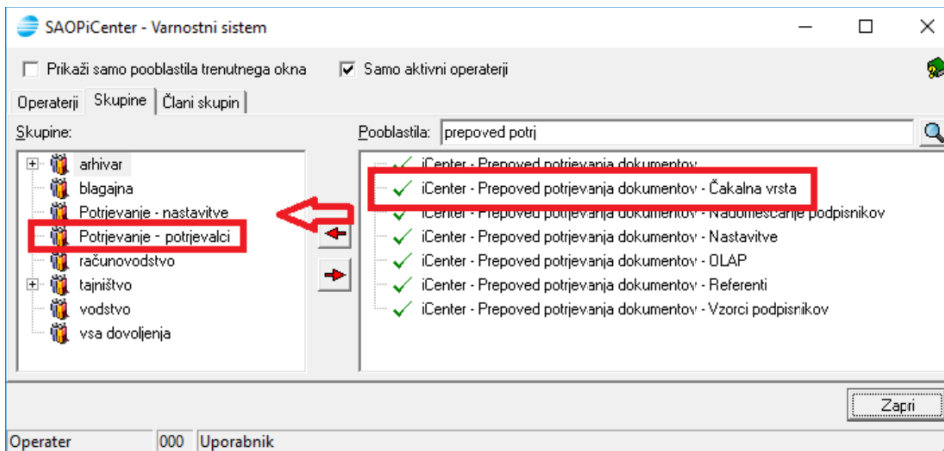 SAOPiCenter - Varnostni sistem
Prikaži samo pooblastila trenutnega okna
Samo aktivni operaterji
Operaterji
Skupine
Člani skupin
Skupine:
Pooblastila:
prepoved potrj
arhivar
blagajna
Potrjevanje - nastavitve
Potrjevanje - potrjevalci
računovodstvo
tajništvo
vodstvo
vsa dovoljenja
iCenter - Prepoved potrjevanja dokumentov
iCenter - Prepoved potrjevanja dokumentov - Čakalna vrsta
iCenter - Prepoved potrjevanja dokumentov - Nadomeščanje podpisnikov
iCenter - Prepoved potrjevanja dokumentov - Nastavitve
iCenter - Prepoved potrjevanja dokumentov - OLAP
iCenter - Prepoved potrjevanja dokumentov - Referenti
iCenter - Prepoved potrjevanja dokumentov - Vzorci podpisnikov
Zapri
Operater
000
Uporabnik